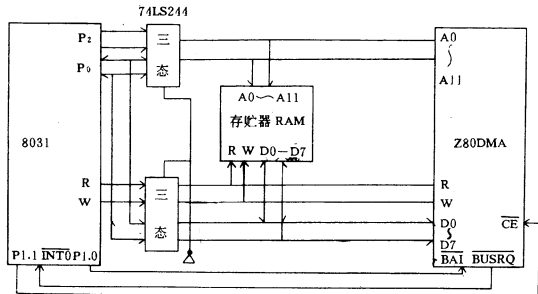 74LS244
P2
P0
三
态
A0
A11
A0～A11
存贮器 RAM
R W D0－D7
8031
Z80DMA
R
W
三
态
R
W
D0
D7
CE
P1.1 INT0 P1.0
BAI BUSRQ